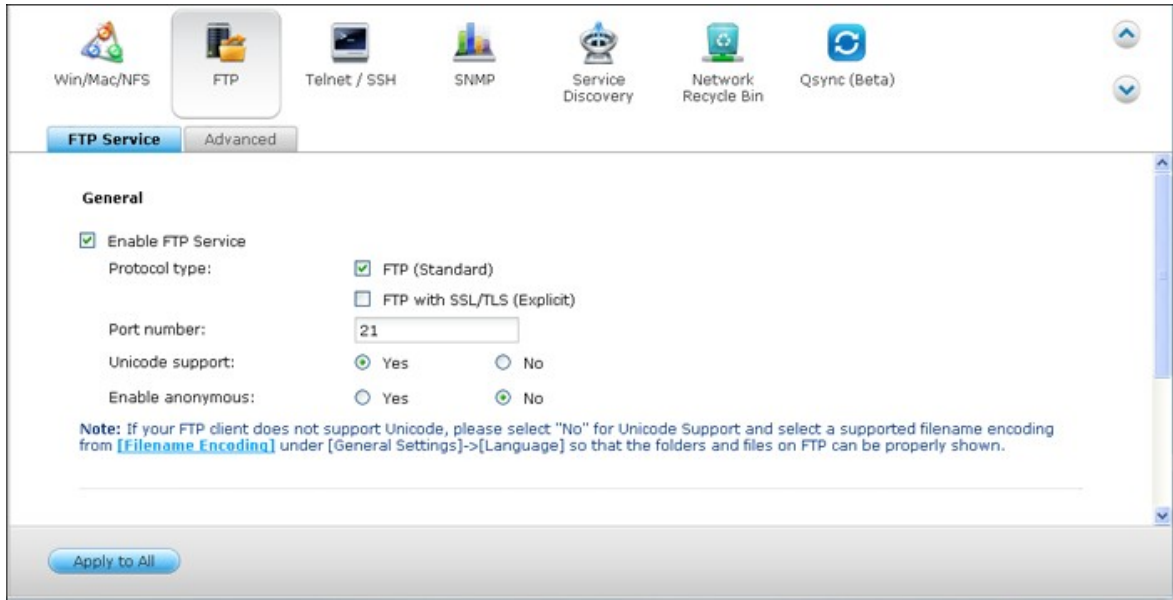 Win/Mac/NFS
FTP
Telnet / SSH
SNMP
Service
Discovery
Network
Recycle Bin
Qsync (Beta)
FTP Service
Advanced
General
Enable FTP Service
Protocol type:
FTP (Standard)
FTP with SSL/TLS (Explicit)
Port number:
21
Unicode support:
Yes
No
Enable anonymous:
Yes
No
Note: If your FTP client does not support Unicode, please select "No" for Unicode Support and select a supported filename encoding
from [Filename Encoding] under [General Settings]->[Language] so that the folders and files on FTP can be properly shown.
Apply to All